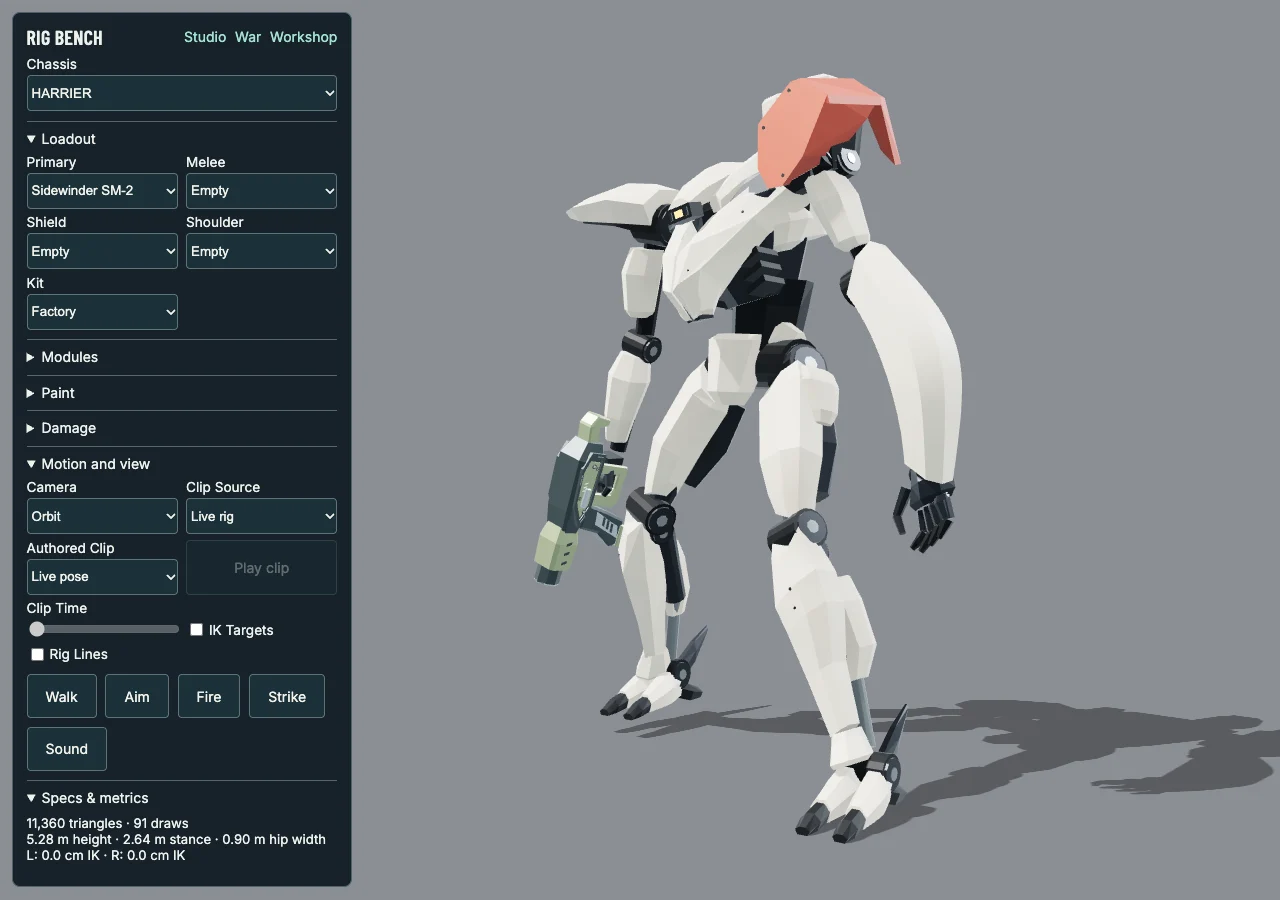 RIG BENCH
Studio War Workshop
Chassis
HARRIER
Loadout
Primary Melee
Sidewinder SM-2 Empty
Shield Shoulder
Empty Empty
Kit
Factory
Modules
Paint
Damage
Motion and view
Camera Clip Source
Orbit Live rig
Authored Clip
Live pose Play clip
Clip Time
IK Targets
Rig Lines
Walk Aim Fire Strike
Sound
Specs & metrics
11,360 triangles · 91 draws
5.28 m height · 2.64 m stance · 0.90 m hip width
L: 0.0 cm IK · R: 0.0 cm IK